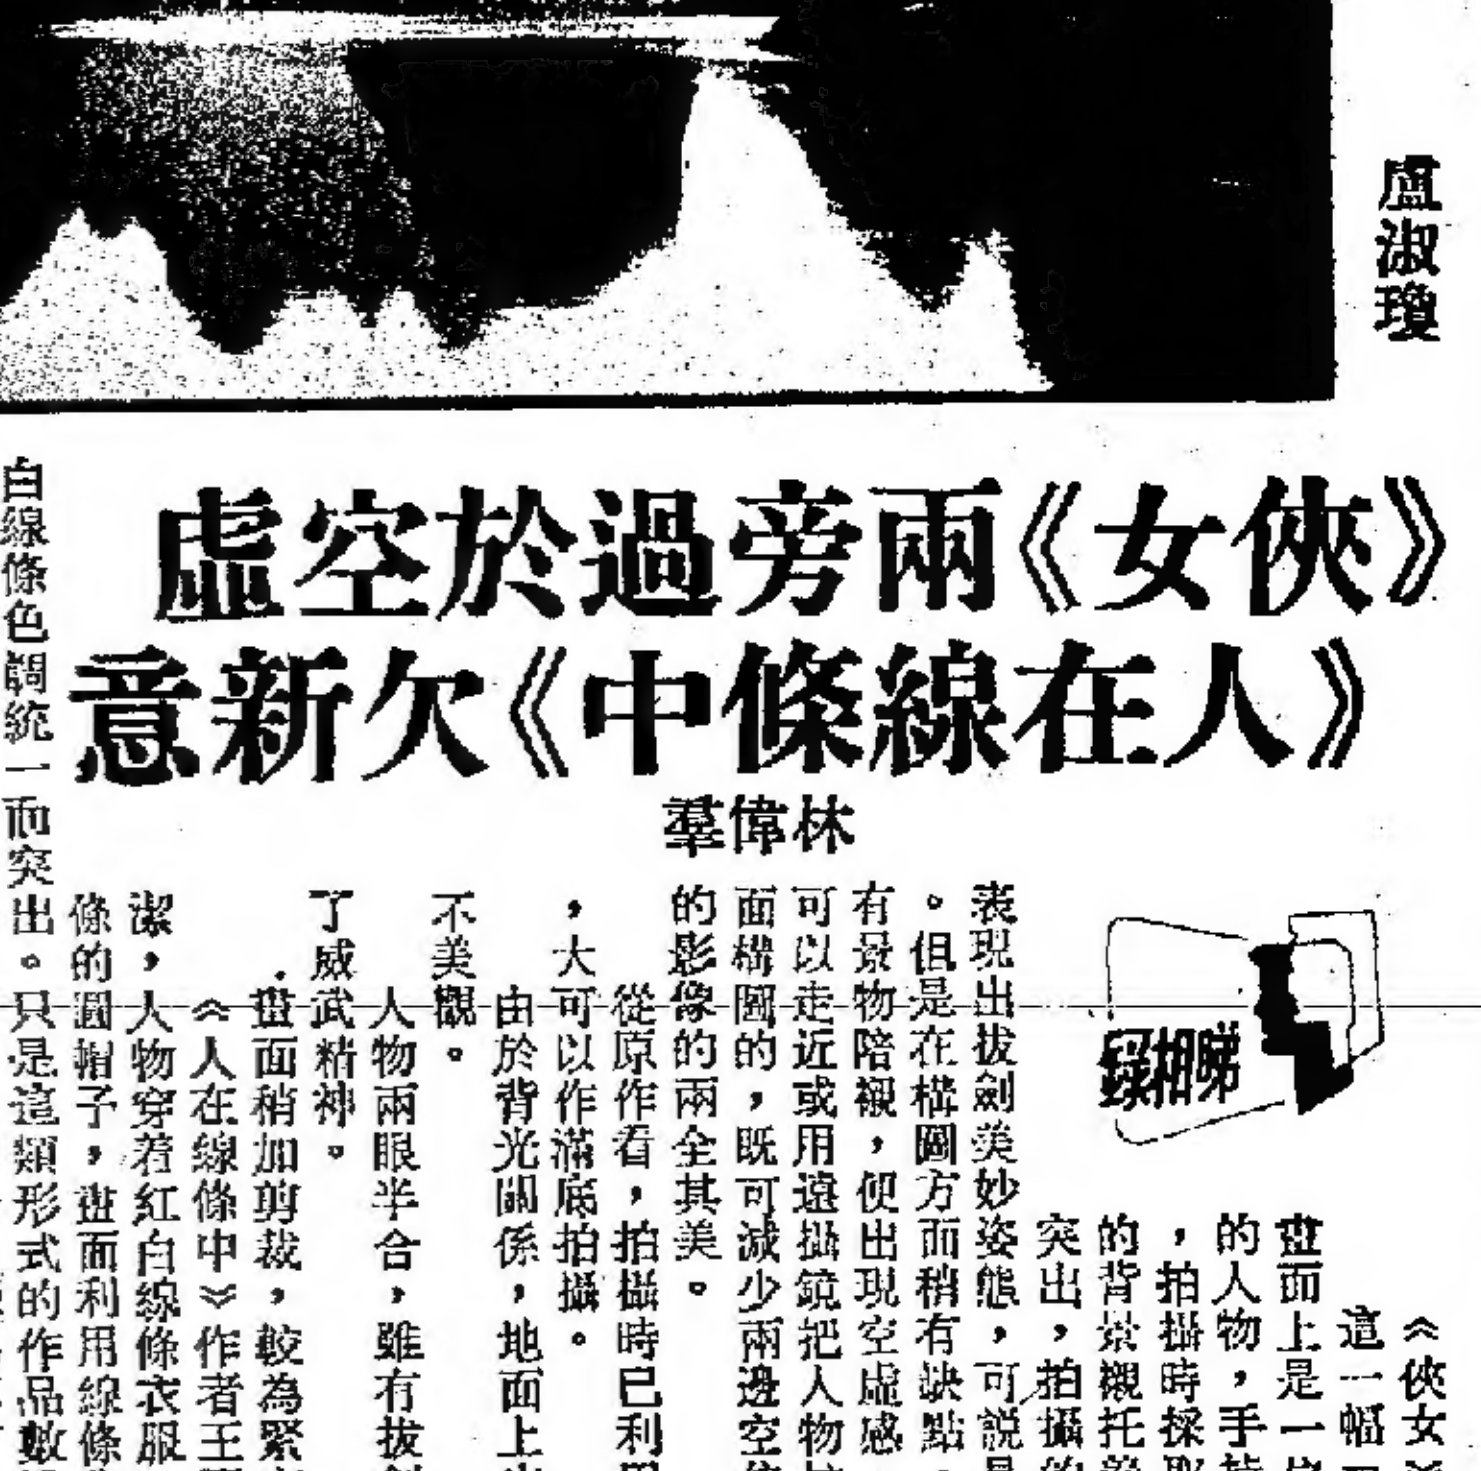 盧淑瓊
《俠女》兩旁過於空虛
《人在線條中》欠新意
林偉羣
睇相錄
《俠女
這一幅
畫面上是一
的人物,手
,拍攝時採
的背景襯托
突出,拍攝的
表現出拔劍美妙姿態,可說
。但是在構圖方面稍有缺點
有景物陪襯,便出現空虛感
可以走近或用遠攝鏡把人物
面構圖的,既可減少兩邊空
的影像的兩全其美。
從原作看,拍攝時已利
,大可以作滿底拍攝。
由於背光關係,地面上
不美觀。
人物兩眼半合,雖有拔
了威武精神。
畫面稍加剪裁,較為緊
《人在線條中》作者王
潔,人物穿着紅白線條衣服
條的圓帽子,畫面利用線條
白線條色調統一而突出。只是這類形式的作品數